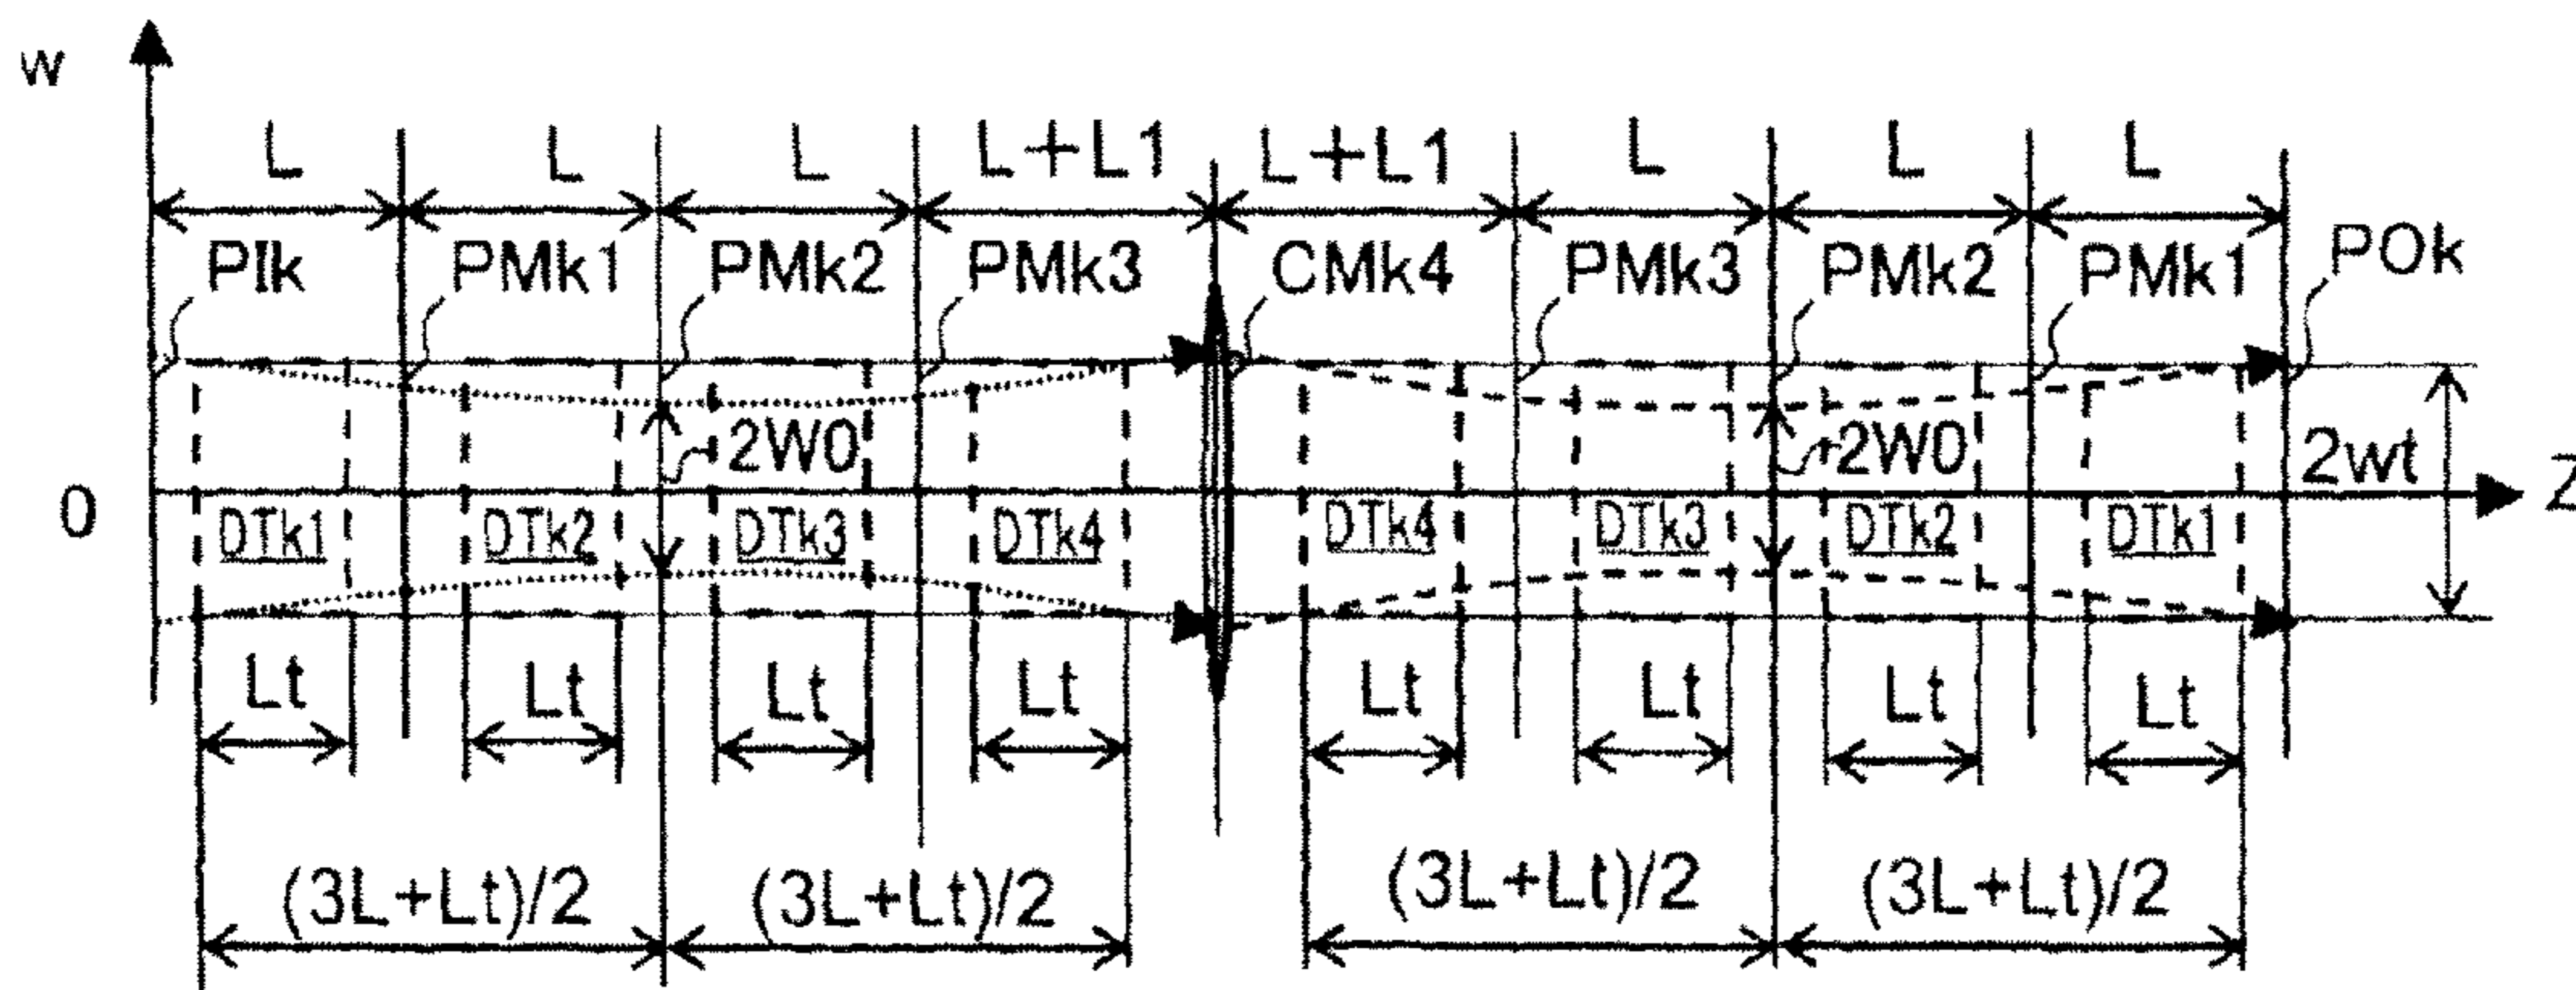 w
L L L L+L1 L+L1 L L L
PIk PMk1 PMk2 PMk3 CMk4 PMk3 PMk2 PMk1 POk
2W0 2W0 2wt
0 Z
DTk1 DTk2 DTk3 DTk4 DTk4 DTk3 DTk2 DTk1
Lt Lt Lt Lt Lt Lt Lt Lt
(3L+Lt)/2 (3L+Lt)/2 (3L+Lt)/2 (3L+Lt)/2